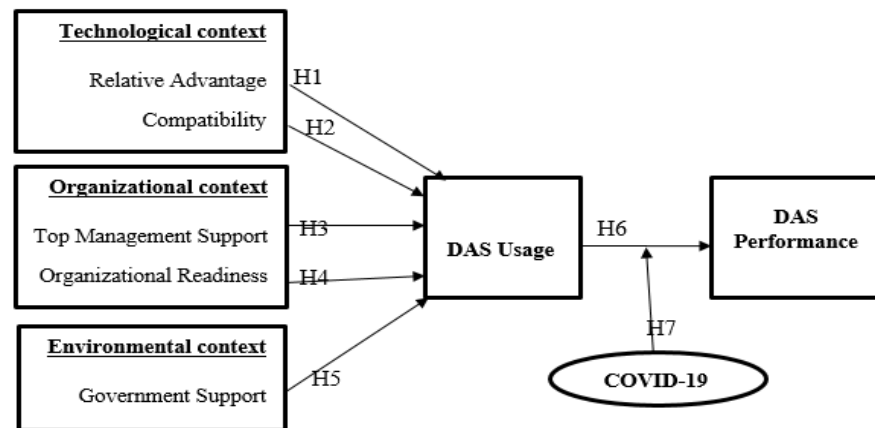 Technological context
Relative Advantage
Compatibility
H1
H2
Organizational context
Top Management Support
Organizational Readiness
H3
H4
Environmental context
Government Support
H5
DAS Usage
H6
DAS
Performance
H7
COVID-19